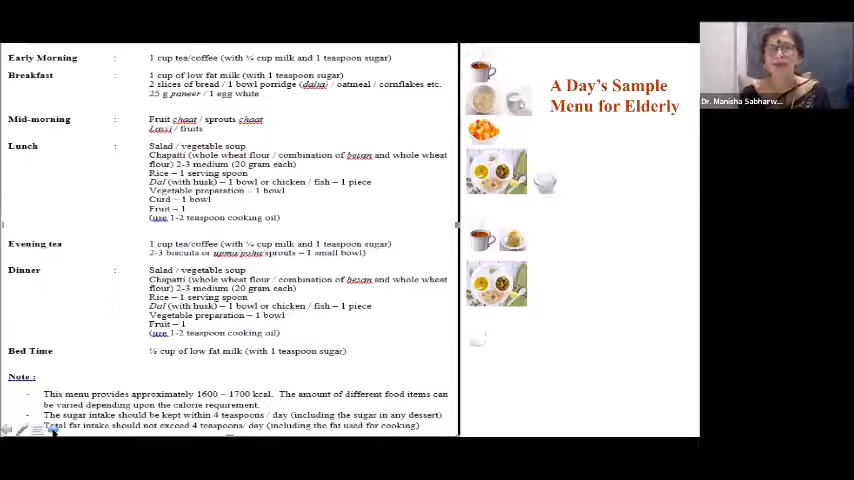 Early Morning : 1 cup tea/coffee (with ¼ cup milk and 1 teaspoon sugar)
Breakfast : 1 cup of low fat milk (with 1 teaspoon sugar)
2 slices of bread / 1 bowl porridge (dalia) / oatmeal / cornflakes etc.
25 g paneer / 1 egg white
Mid-morning : Fruit chaat / sprouts chaat
Lassi / fruits
Lunch : Salad / vegetable soup
Chapatti (whole wheat flour / combination of besan and whole wheat
flour) 2-3 medium (20 gram each)
Rice – 1 serving spoon
Dal (with husk) – 1 bowl or chicken / fish – 1 piece
Vegetable preparation – 1 bowl
Curd – 1 bowl
Fruit – 1
(use 1-2 teaspoon cooking oil)
Evening tea : 1 cup tea/coffee (with ¼ cup milk and 1 teaspoon sugar)
2-3 biscuits or upma/poha/sprouts – 1 small bowl)
Dinner : Salad / vegetable soup
Chapatti (whole wheat flour / combination of besan and whole wheat
flour) 2-3 medium (20 gram each)
Rice – 1 serving spoon
Dal (with husk) – 1 bowl or chicken / fish – 1 piece
Vegetable preparation – 1 bowl
Fruit – 1
(use 1-2 teaspoon cooking oil)
Bed Time : ½ cup of low fat milk (with 1 teaspoon sugar)
Note :
- This menu provides approximately 1600 – 1700 kcal. The amount of different food items can
be varied depending upon the calorie requirement.
- The sugar intake should be kept within 4 teaspoons / day (including the sugar in any dessert)
Total fat intake should not exceed 4 teaspoons/ day (including the fat used for cooking)
A Day's Sample
Menu for Elderly
Dr. Manisha Sabharw...